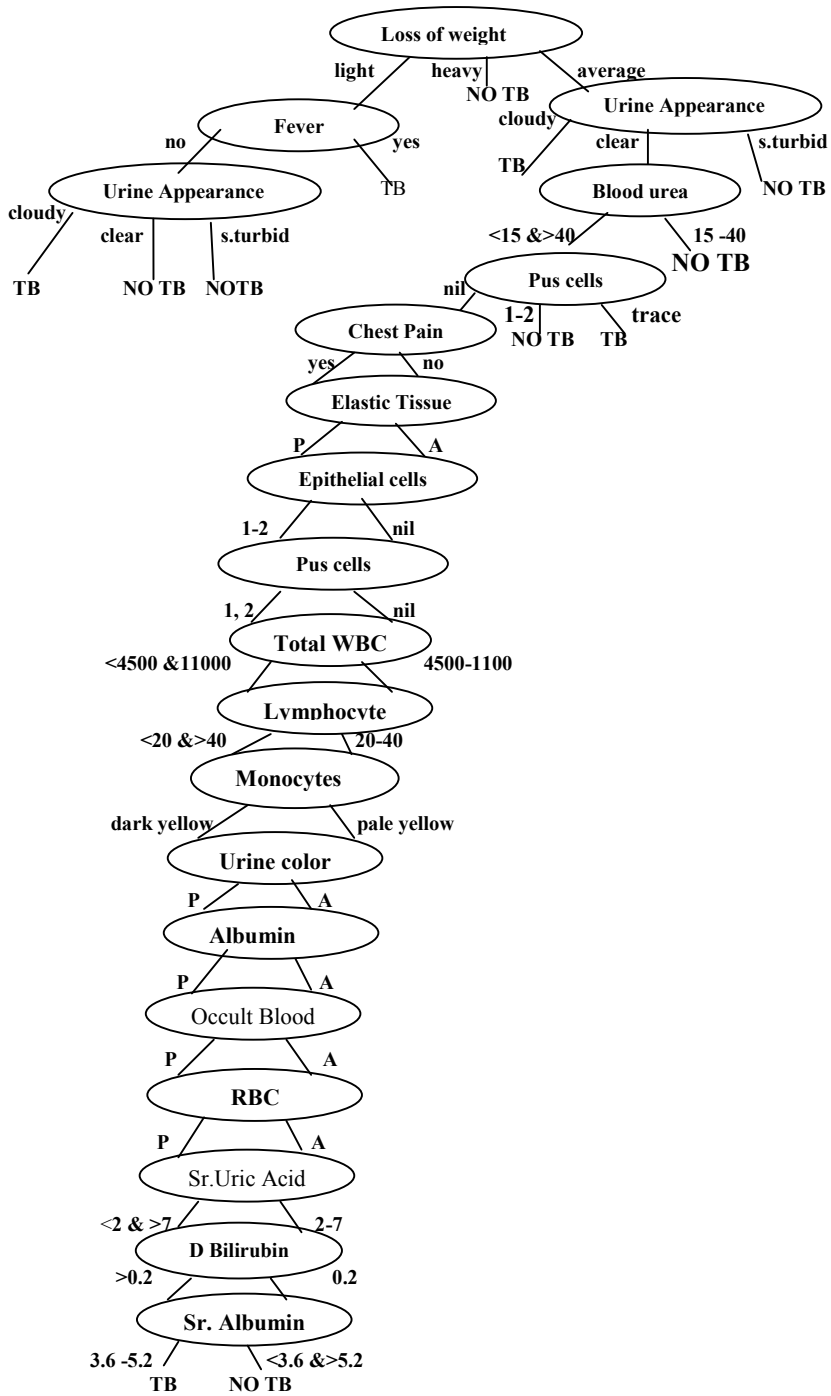 Loss of weight
light heavy average
NO TB
Urine Appearance
cloudy
Fever
no yes clear s.turbid
TB
TB
Urine Appearance Blood urea NO TB
cloudy
clear s.turbid
<15 &>40 15 -40
NO TB
TB NO TB NOTB
Pus cells
nil
1-2 trace
Chest Pain NO TB TB
yes no
Elastic Tissue
P A
Epithelial cells
1-2 nil
Pus cells
1, 2 nil
Total WBC
<4500 &11000 4500-1100
Lymphocyte
<20 &>40 20-40
Monocytes
dark yellow pale yellow
Urine color
P A
Albumin
P A
Occult Blood
P A
RBC
P A
Sr.Uric Acid
<2 & >7 2-7
D Bilirubin
>0.2 0.2
Sr. Albumin
3.6 -5.2 <3.6 &>5.2
TB NO TB